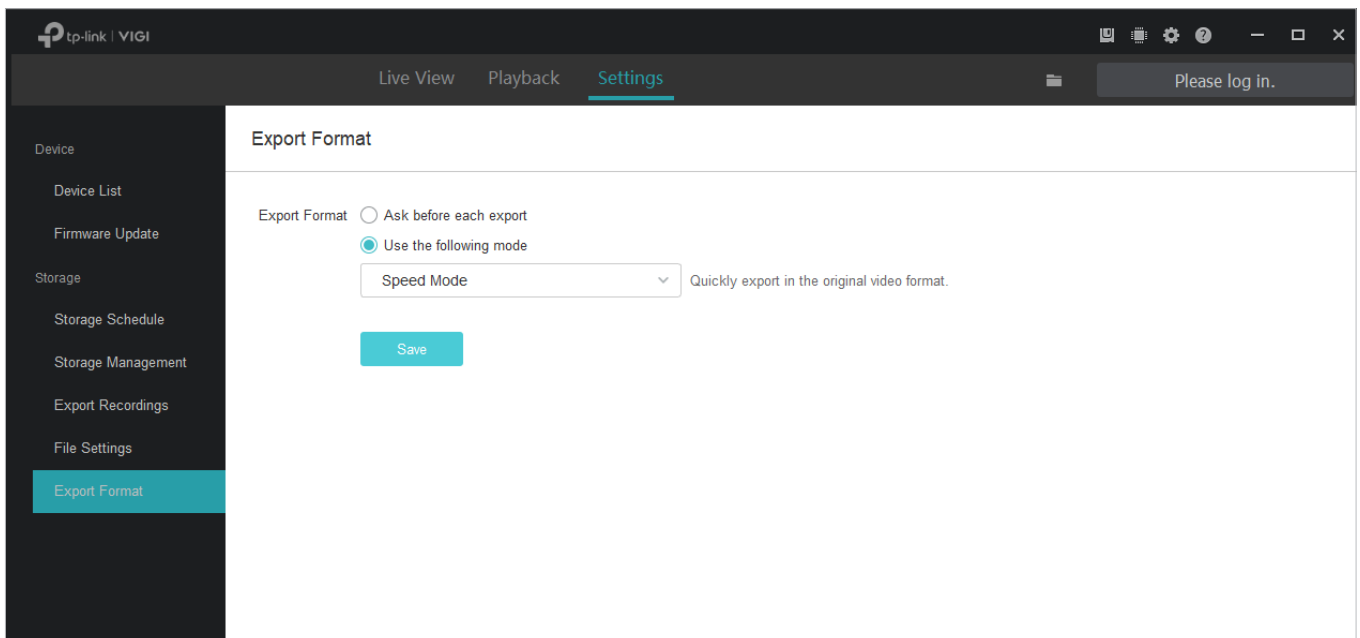 tp-link | VIGI
Live View Playback Settings Please log in.
Device
Device List
Firmware Update
Storage
Storage Schedule
Storage Management
Export Recordings
File Settings
Export Format
Export Format
Export Format Ask before each export
Use the following mode
Speed Mode Quickly export in the original video format.
Save